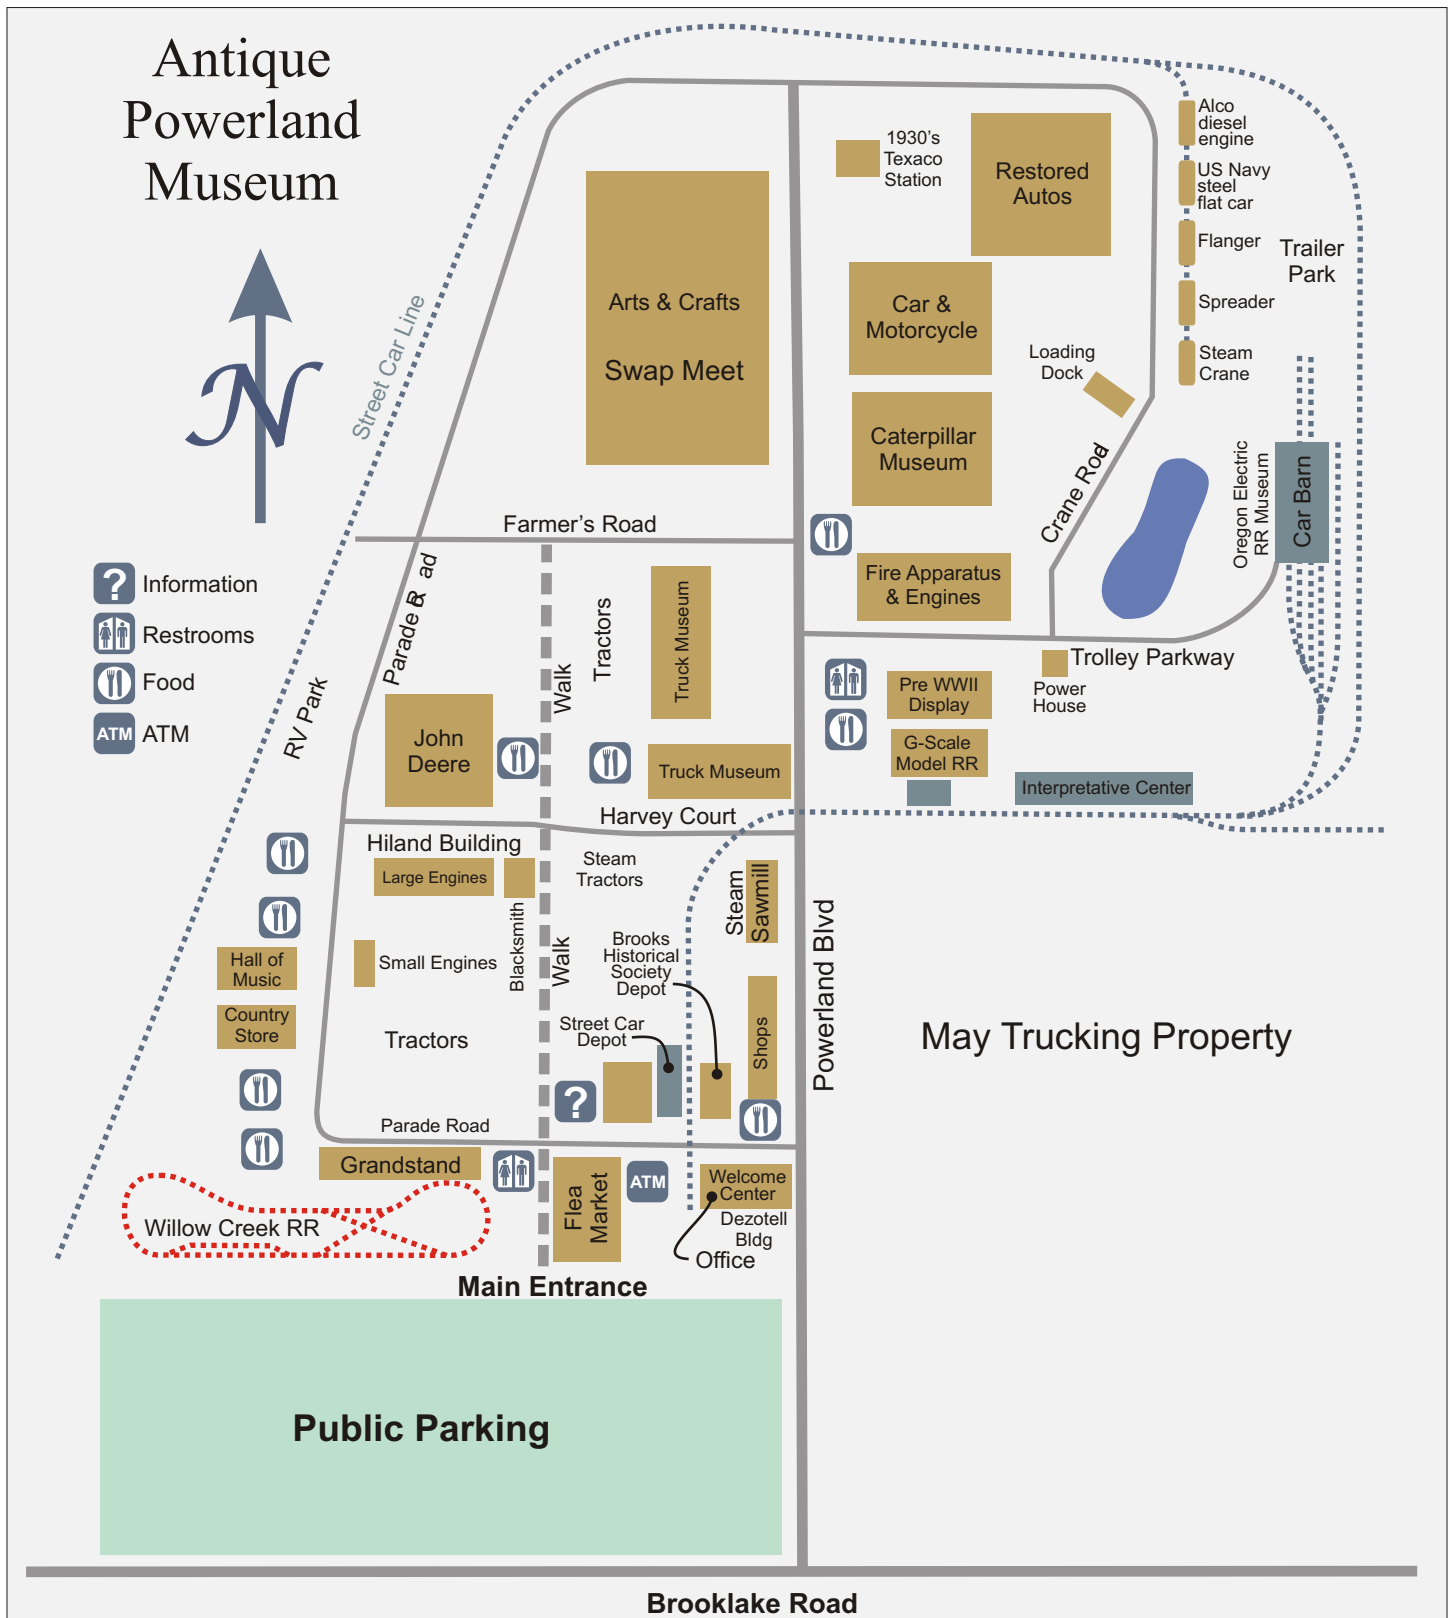 Antique
Powerland
Museum
N
Street Car Line
Information
Restrooms
Food
ATM ATM
?
RV Park
Alco
diesel
engine
US Navy
steel
flat car
Flanger
Spreader
Steam
Crane
Trailer
Park
1930's
Texaco
Station
Restored
Autos
Arts & Crafts
Swap Meet
Car &
Motorcycle
Loading
Dock
Caterpillar
Museum
Crane Rod
Oregon Electric
RR Museum
Car Barn
Farmer's Road
Parade Road
Fire Apparatus
& Engines
Tractors
Truck Museum
Walk
Trolley Parkway
Power
House
Pre WWII
Display
G-Scale
Model RR
Interpretative Center
John
Deere
Truck Museum
Harvey Court
Hiland Building
Large Engines
Blacksmith
Steam
Tractors
Steam
Sawmill
Powerland Blvd
Hall of
Music
Small Engines
Walk
Brooks
Historical
Society
Depot
Country
Store
Tractors
Street Car
Depot
Shops
May Trucking Property
?
Parade Road
Grandstand
Flea
Market
ATM
Welcome
Center
Dezotell
Bldg
Office
Willow Creek RR
Main Entrance
Public Parking
Brooklake Road